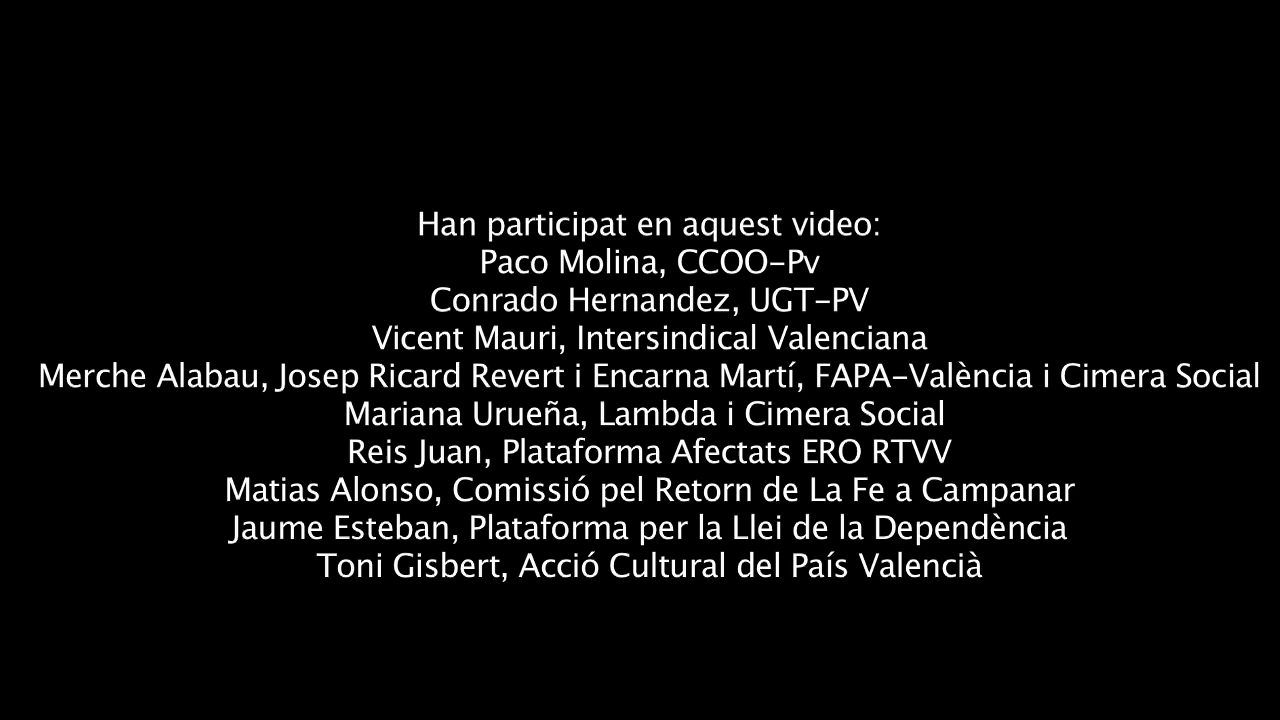 Han participat en aquest video:
Paco Molina, CCOO-Pv
Conrado Hernandez, UGT-PV
Vicent Mauri, Intersindical Valenciana
Merche Alabau, Josep Ricard Revert i Encarna Martí, FAPA-València i Cimera Social
Mariana Urueña, Lambda i Cimera Social
Reis Juan, Plataforma Afectats ERO RTVV
Matias Alonso, Comissió pel Retorn de La Fe a Campanar
Jaume Esteban, Plataforma per la Llei de la Dependència
Toni Gisbert, Acció Cultural del País Valencià